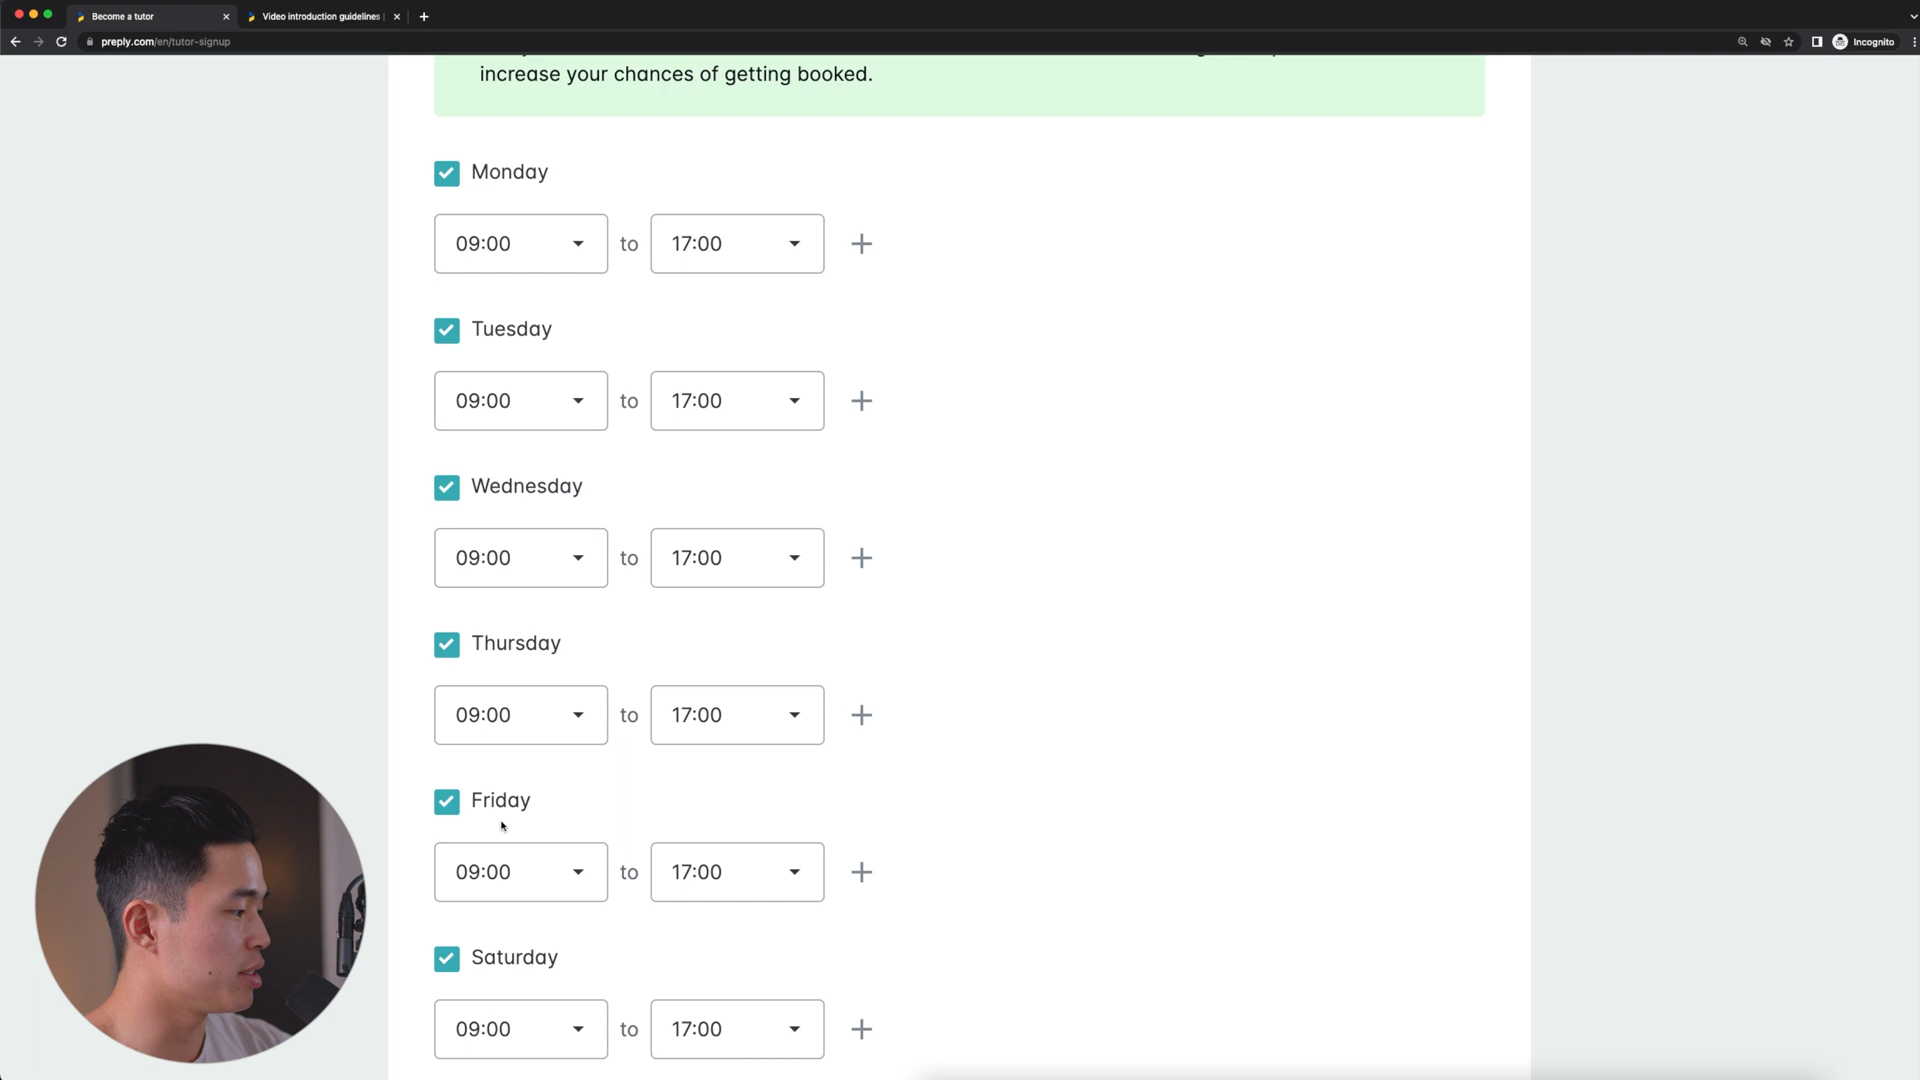 Become a tutor
Video introduction guidelines |
preply.com/en/tutor-signup
Incognito
increase your chances of getting booked.
Monday
09:00 to 17:00
Tuesday
09:00 to 17:00
Wednesday
09:00 to 17:00
Thursday
09:00 to 17:00
Friday
09:00 to 17:00
Saturday
09:00 to 17:00